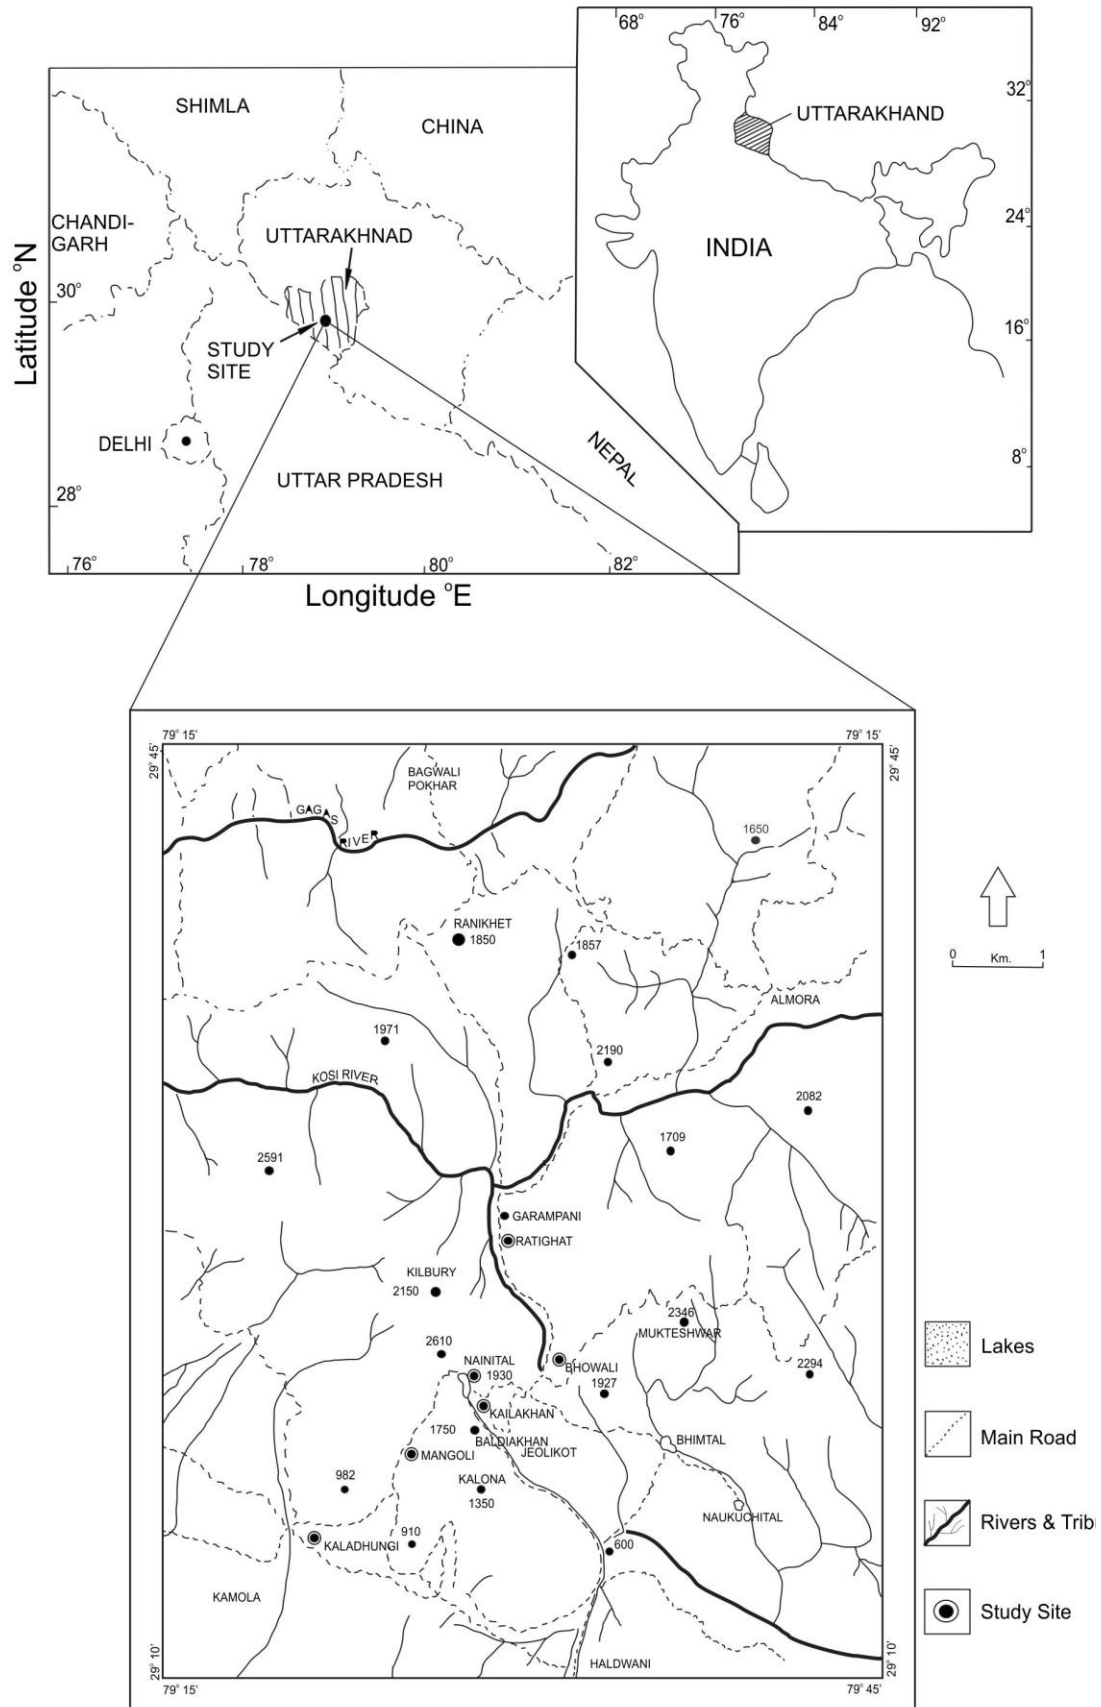 68°
76°
84°
92°
32°
UTTARAKHAND
24°
INDIA
16°
8°
SHIMLA
CHINA
CHANDI-
GARH
UTTARAKHNAD
Latitude °N
30°
STUDY
SITE
DELHI
NEPAL
UTTAR PRADESH
28°
76°
78°
80°
82°
Longitude °E
79° 15'
79° 15'
29° 45'
29° 45'
BAGWALI
POKHAR
GAGAS RIVER
1650
RANIKHET
1850
1857
ALMORA
1971
2190
KOSI RIVER
2082
1709
2591
GARAMPANI
RATIGHAT
KILBURY
2150
2346
MUKTESHWAR
2610
NAINITAL
1930
BHOWALI
1927
2294
KAILAKHAN
1750
BALDIAKHAN
JEOLIKOT
BHIMTAL
MANGOLI
982
KALONA
1350
NAUKUCHITAL
KALADHUNGI
910
600
KAMOLA
HALDWANI
29° 10'
29° 10'
79° 15'
79° 45'
0
Km.
1
Lakes
Main Road
Rivers & Tribu
Study Site